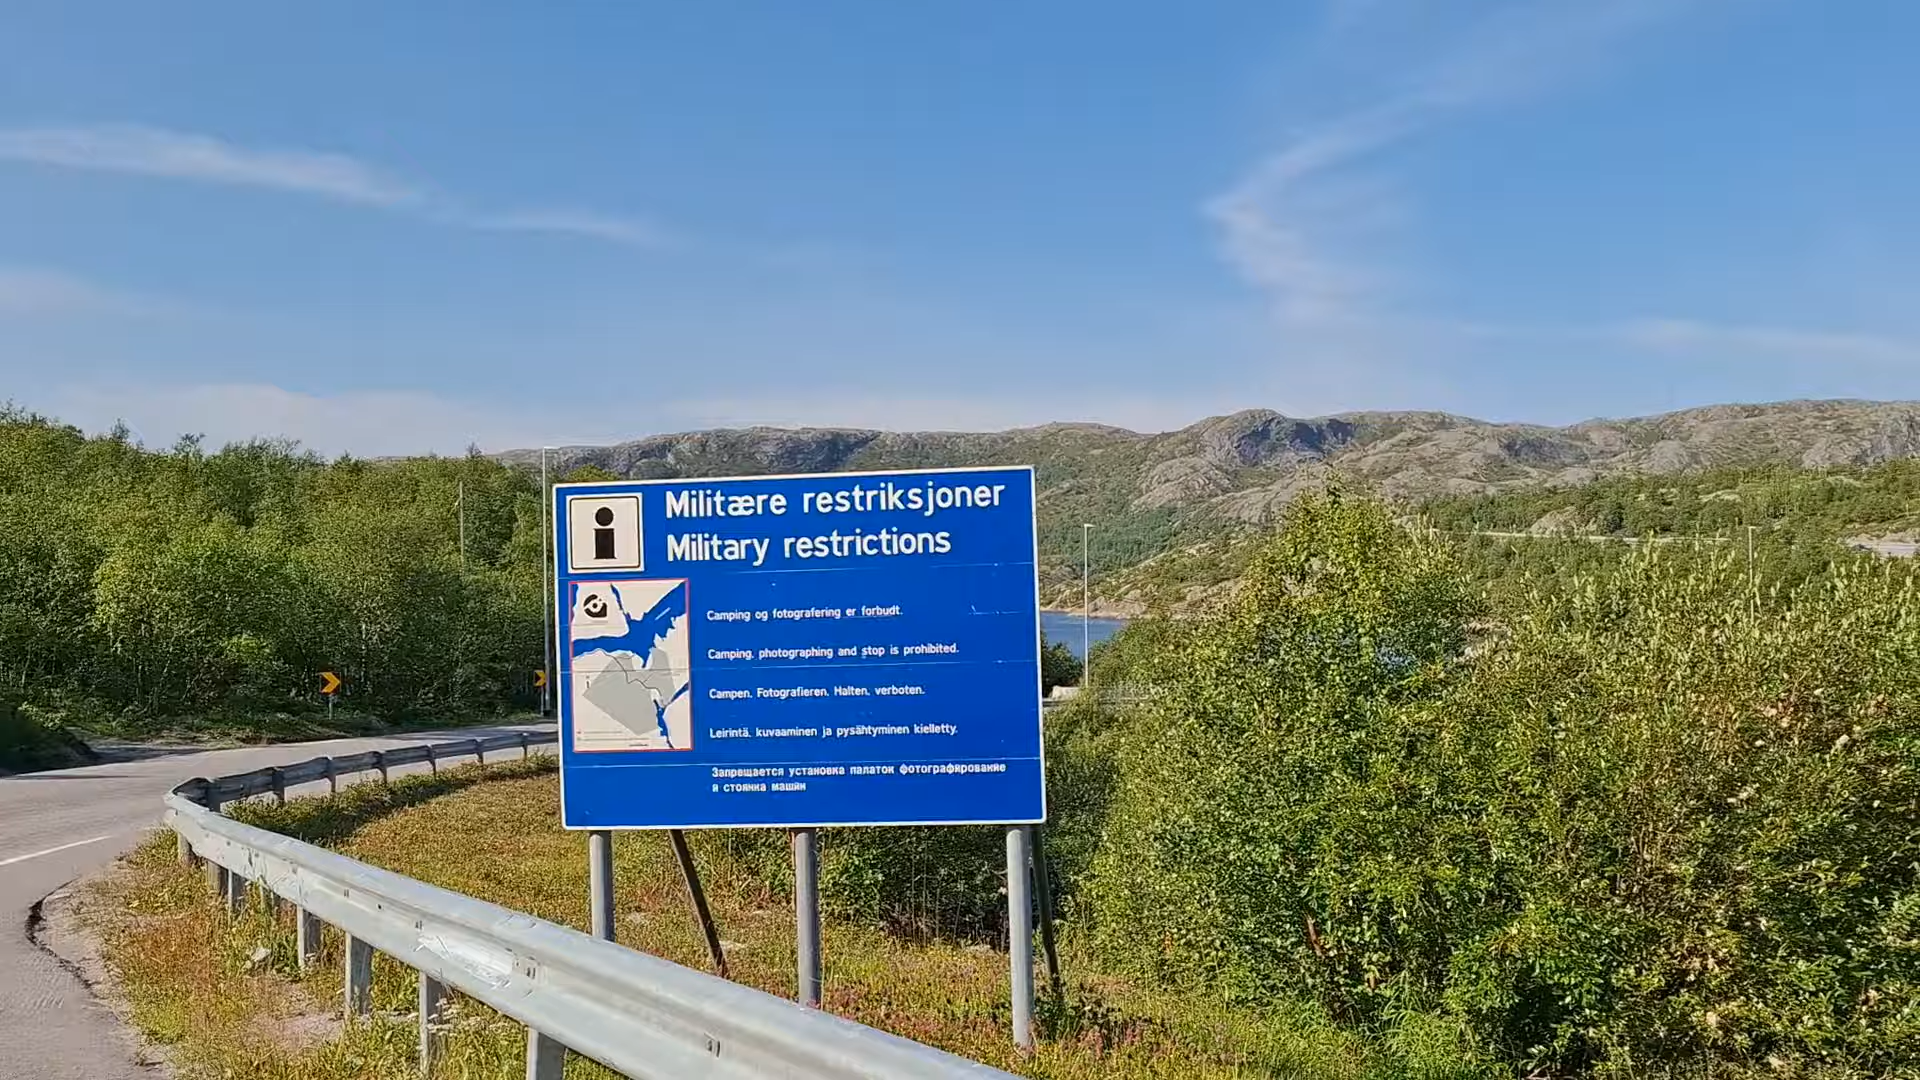 Militære restriksjoner
Military restrictions
Camping og fotografering er forbudt.
Camping, photographing and stop is prohibited.
Campen, Fotografieren, Halten, verboten.
Leirintä, kuvaaminen ja pysähtyminen kielletty.
Запрещается установка палаток фотографирование
и стоянка машин